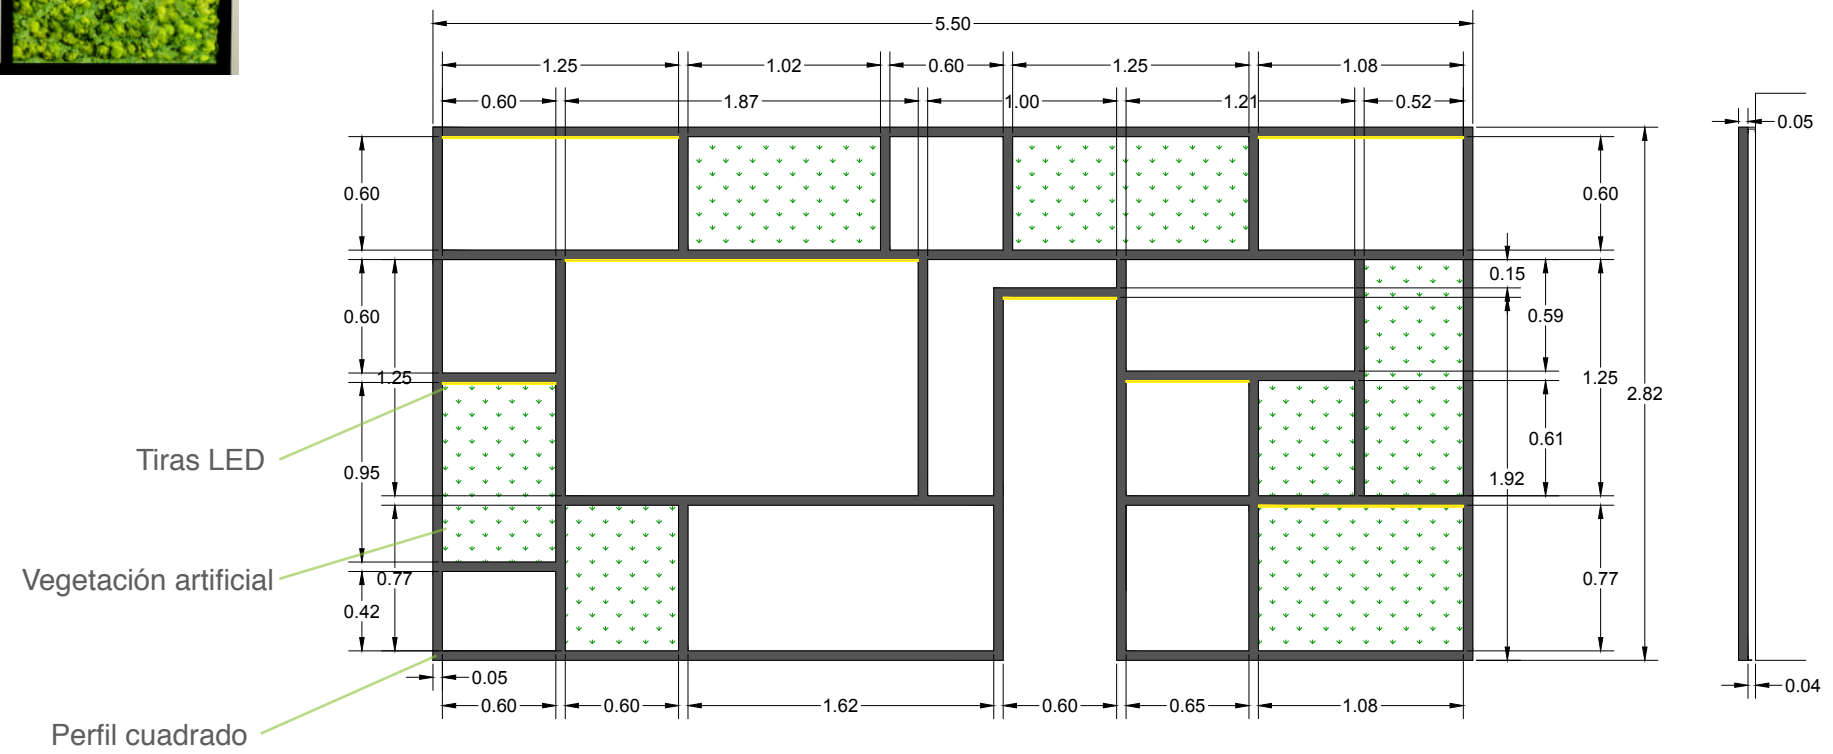 5.50
1.25 1.02 0.60 1.25 1.08
0.60 1.87 1.00 1.21 0.52
0.05
0.60 0.60
0.15
0.60 0.59
1.25 1.25
2.82
0.61
Tiras LED
0.95 1.92
Vegetación artificial
0.77 0.77
0.42
0.05 0.04
0.60 0.60 1.62 0.60 0.65 1.08
Perfil cuadrado